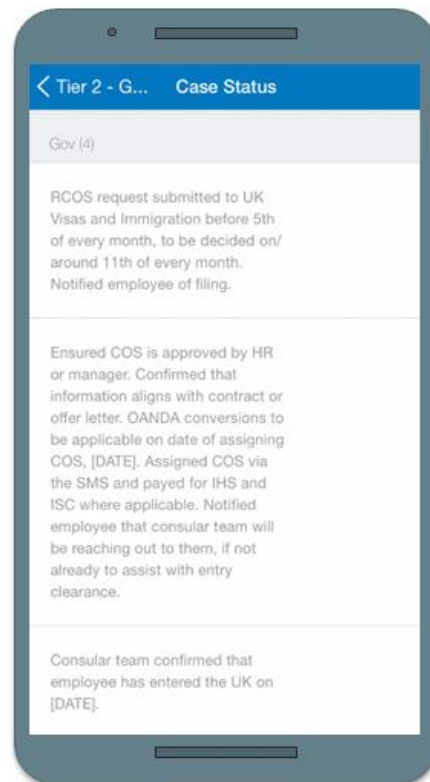 Tier 2 - G... Case Status
Gov (4)
RCOS request submitted to UK
Visas and Immigration before 5th
of every month, to be decided on/
around 11th of every month.
Notified employee of filing.
Ensured COS is approved by HR
or manager. Confirmed that
information aligns with contract or
offer letter. OANDA conversions to
be applicable on date of assigning
COS, [DATE]. Assigned COS via
the SMS and payed for IHS and
ISC where applicable. Notified
employee that consular team will
be reaching out to them, if not
already to assist with entry
clearance.
Consular team confirmed that
employee has entered the UK on
[DATE].